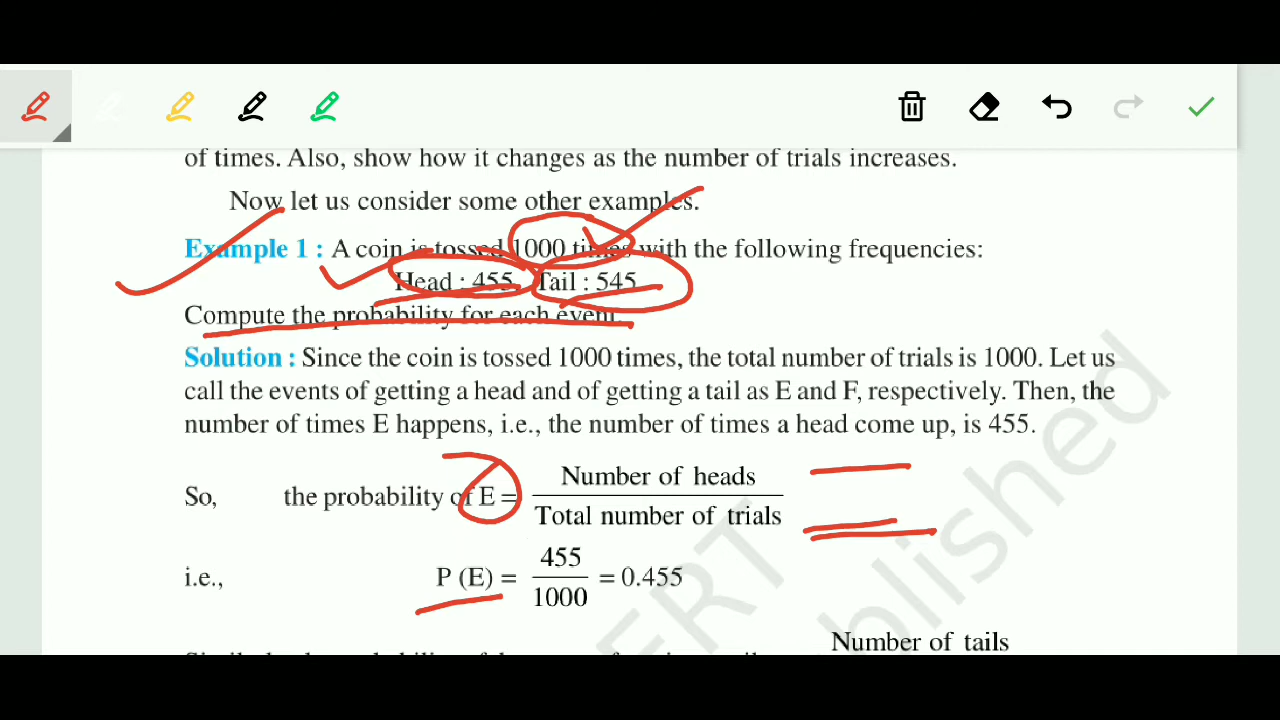 of times. Also, show how it changes as the number of trials increases.
Now let us consider some other examples.
Example 1 : A coin is tossed 1000 times with the following frequencies:
Head : 455, Tail : 545
Compute the probability for each event.
Solution : Since the coin is tossed 1000 times, the total number of trials is 1000. Let us
call the events of getting a head and of getting a tail as E and F, respectively. Then, the
number of times E happens, i.e., the number of times a head come up, is 455.
So, the probability of E = Number of heads / Total number of trials
i.e., P (E) = 455 / 1000 = 0.455
Number of tails
blished